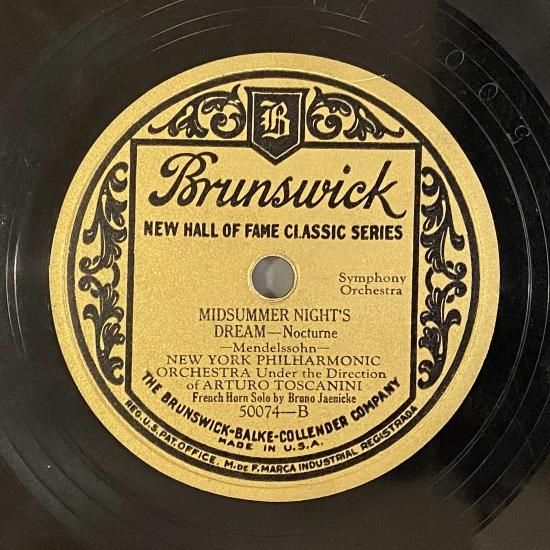 B
Brunswick
NEW HALL OF FAME CLASSIC SERIES
Symphony
Orchestra
MIDSUMMER NIGHT'S
DREAM—Nocturne
—Mendelssohn—
NEW YORK PHILHARMONIC
ORCHESTRA Under the Direction
of ARTURO TOSCANINI
French Horn Solo by Bruno Jaenicke
50074—B
THE BRUNSWICK-BALKE-COLLENDER COMPANY
MADE IN U.S.A.
REG. U.S. PAT. OFFICE. M. DE F. MARCA INDUSTRIAL REGISTRADA